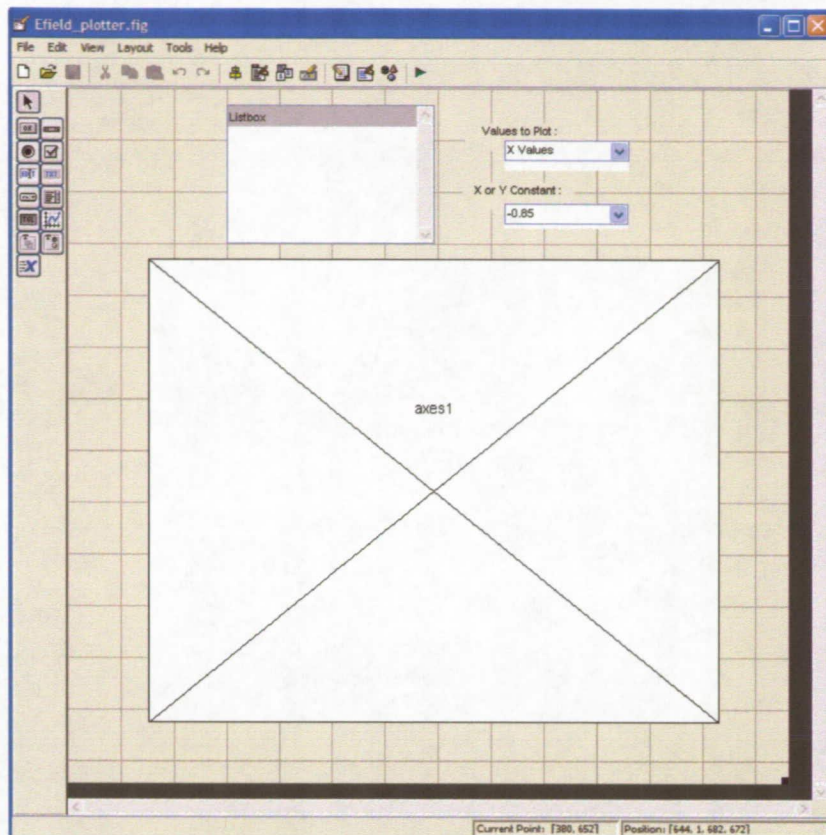 Efield_plotter.fig
File Edit View Layout Tools Help
Listbox
Values to Plot :
X Values
X or Y Constant :
-0.85
axes1
Current Point: [380, 652] Position: [644, 1, 682, 672]